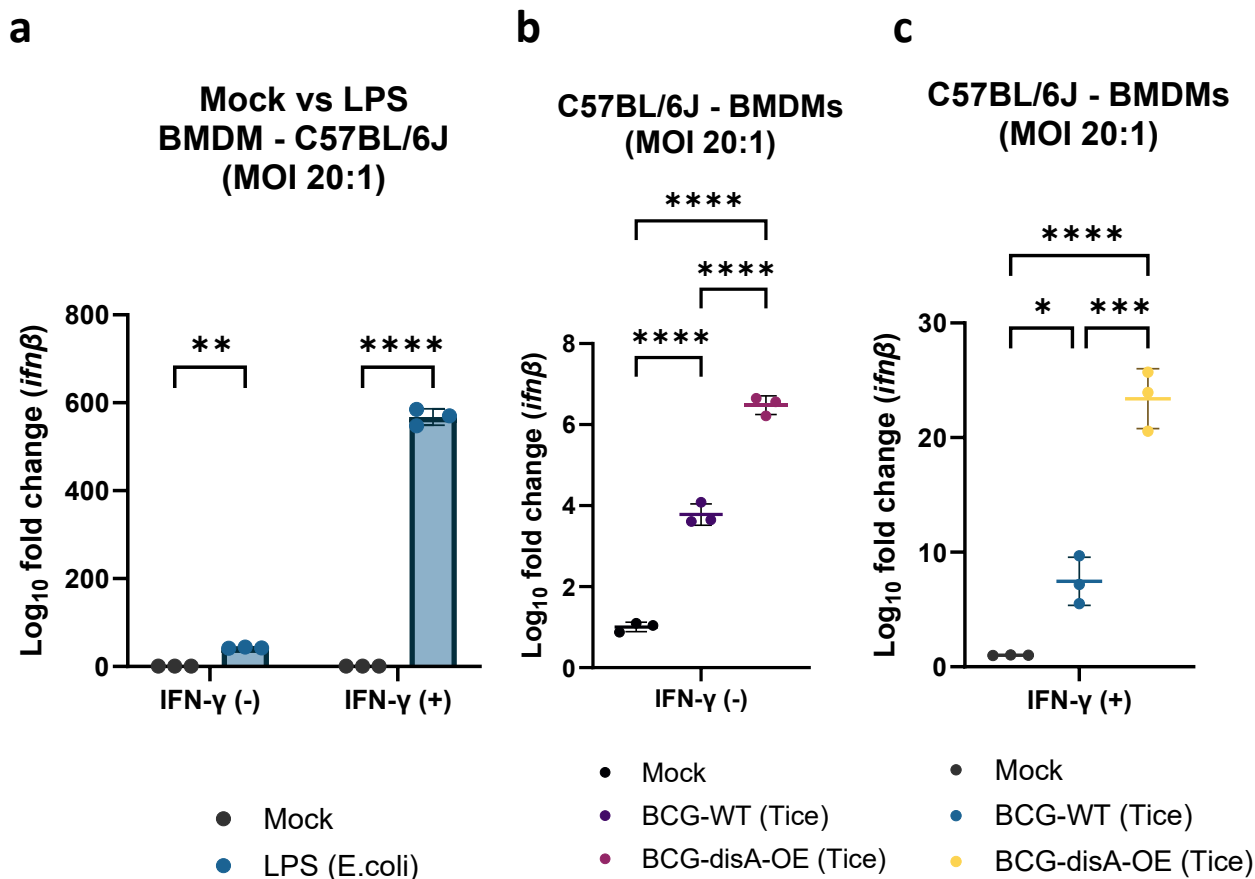 a
Mock vs LPS
BMDM - C57BL/6J
(MOI 20:1)
Log₁₀ fold change (ifnβ)
800
600
400
200
0
**
****
IFN-γ (-)
IFN-γ (+)
Mock
LPS (E.coli)
b
C57BL/6J - BMDMs
(MOI 20:1)
Log₁₀ fold change (ifnβ)
8
6
4
2
0
****
****
****
IFN-γ (-)
Mock
BCG-WT (Tice)
BCG-disA-OE (Tice)
c
C57BL/6J - BMDMs
(MOI 20:1)
Log₁₀ fold change (ifnβ)
30
20
10
0
****
*
***
IFN-γ (+)
Mock
BCG-WT (Tice)
BCG-disA-OE (Tice)